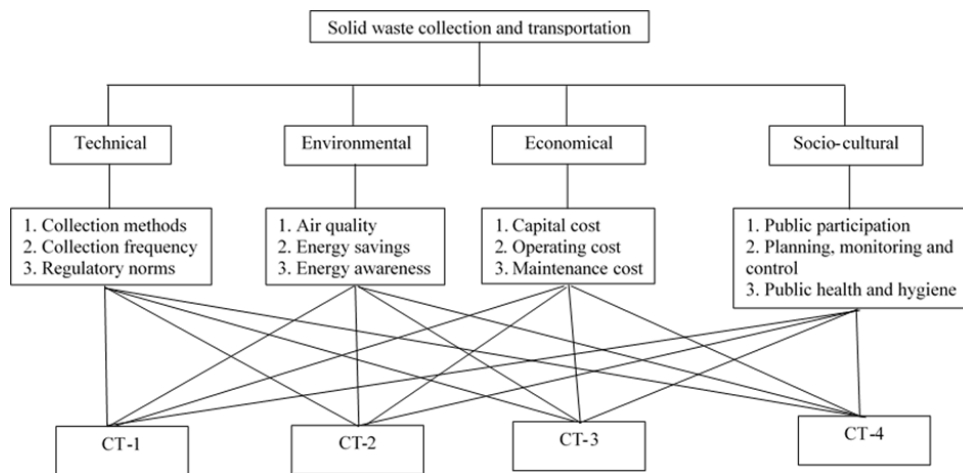 Solid waste collection and transportation
Technical
Environmental
Economical
Socio-cultural
1. Collection methods
2. Collection frequency
3. Regulatory norms
1. Air quality
2. Energy savings
3. Energy awareness
1. Capital cost
2. Operating cost
3. Maintenance cost
1. Public participation
2. Planning, monitoring and
control
3. Public health and hygiene
CT-1
CT-2
CT-3
CT-4